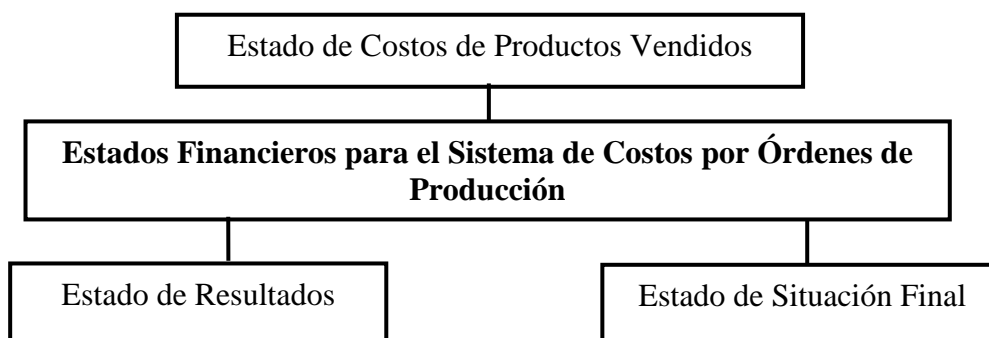 Estado de Costos de Productos Vendidos
Estados Financieros para el Sistema de Costos por Órdenes de
Producción
Estado de Resultados
Estado de Situación Final